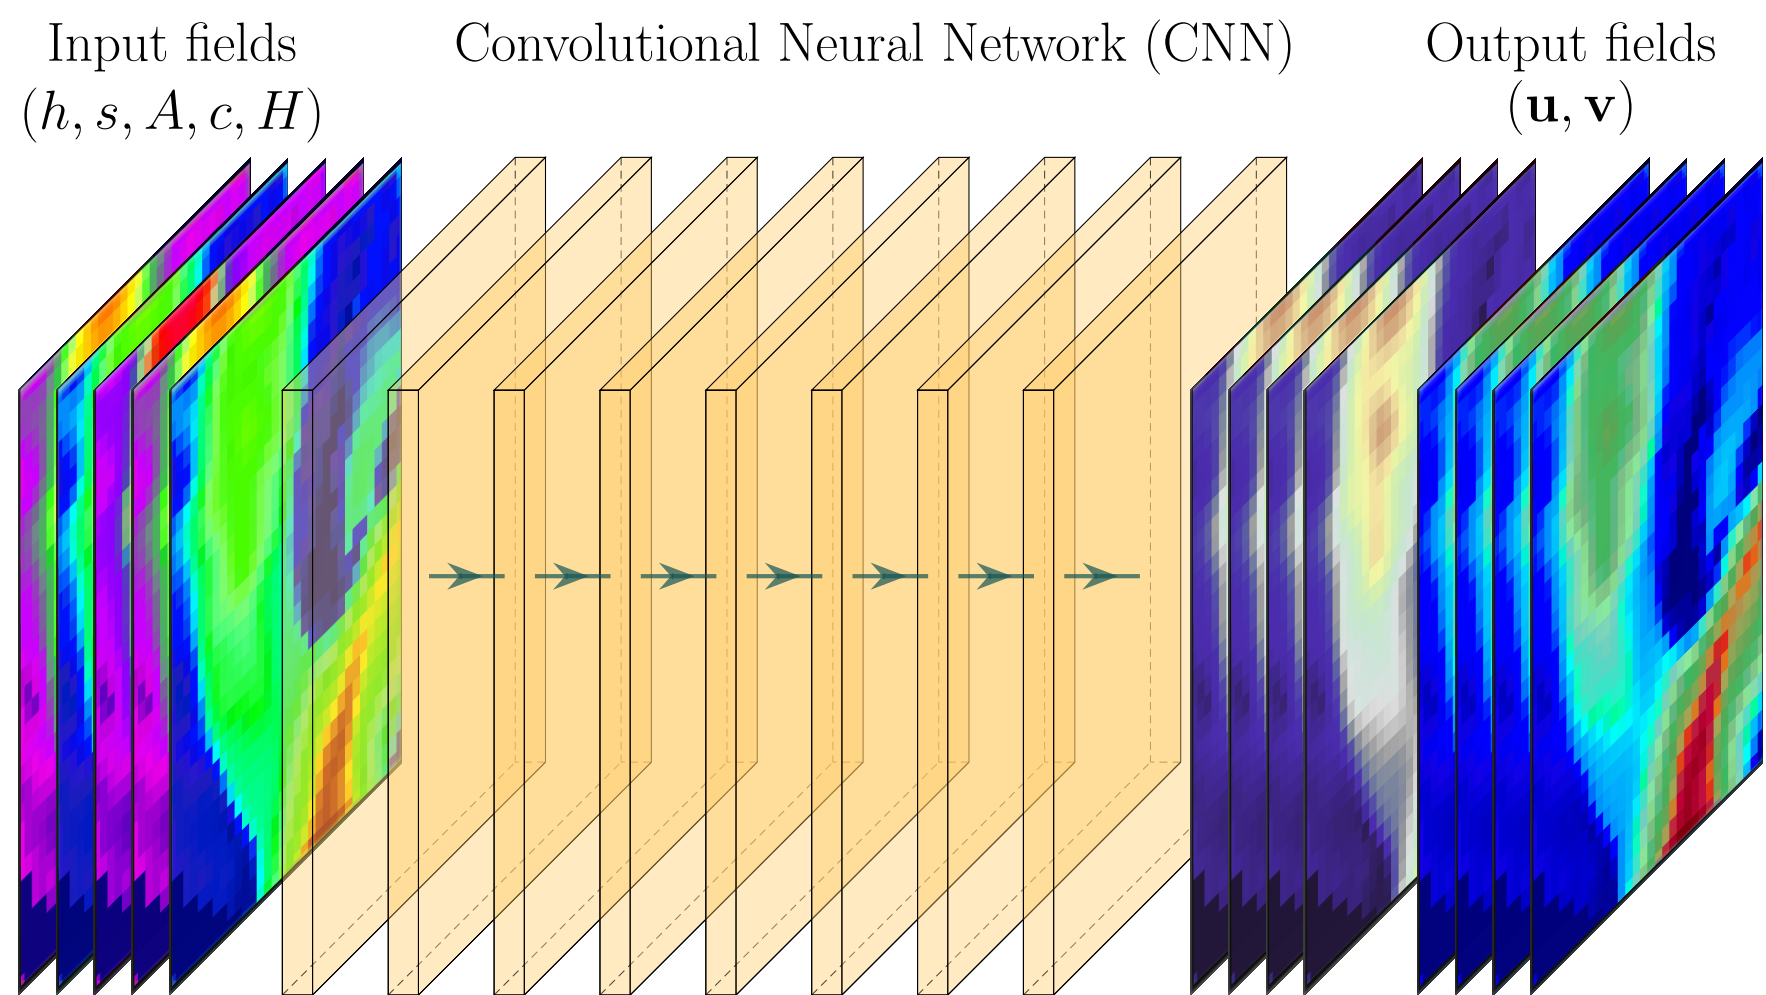 Input fields
(h, s, A, c, H)
Convolutional Neural Network (CNN)
Output fields
(u, v)